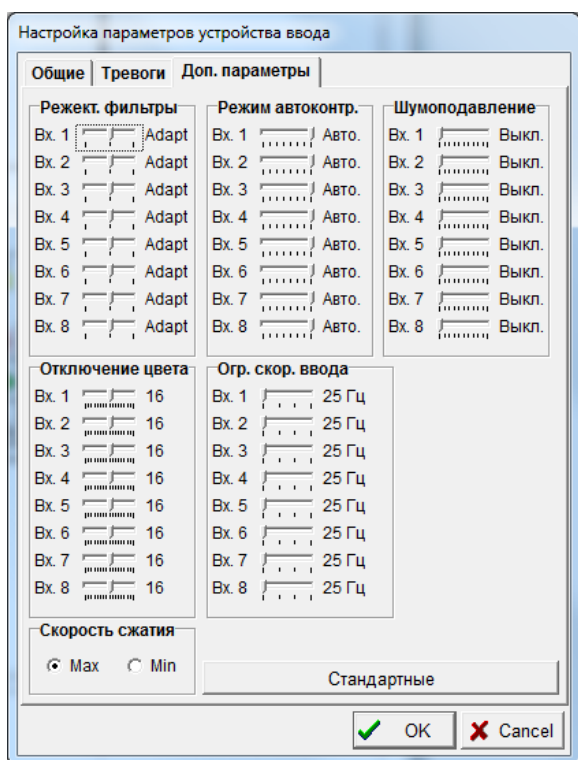 Настройка параметров устройства ввода
Общие Тревоги Доп. параметры
Режект. фильтры Режим автоконтр. Шумоподавление
Вх. 1 Adapt Вх. 1 Авто. Вх. 1 Выкл.
Вх. 2 Adapt Вх. 2 Авто. Вх. 2 Выкл.
Вх. 3 Adapt Вх. 3 Авто. Вх. 3 Выкл.
Вх. 4 Adapt Вх. 4 Авто. Вх. 4 Выкл.
Вх. 5 Adapt Вх. 5 Авто. Вх. 5 Выкл.
Вх. 6 Adapt Вх. 6 Авто. Вх. 6 Выкл.
Вх. 7 Adapt Вх. 7 Авто. Вх. 7 Выкл.
Вх. 8 Adapt Вх. 8 Авто. Вх. 8 Выкл.
Отключение цвета Огр. скор. ввода
Вх. 1 16 Вх. 1 25 Гц
Вх. 2 16 Вх. 2 25 Гц
Вх. 3 16 Вх. 3 25 Гц
Вх. 4 16 Вх. 4 25 Гц
Вх. 5 16 Вх. 5 25 Гц
Вх. 6 16 Вх. 6 25 Гц
Вх. 7 16 Вх. 7 25 Гц
Вх. 8 16 Вх. 8 25 Гц
Скорость сжатия
Max Min
Стандартные
OK Cancel